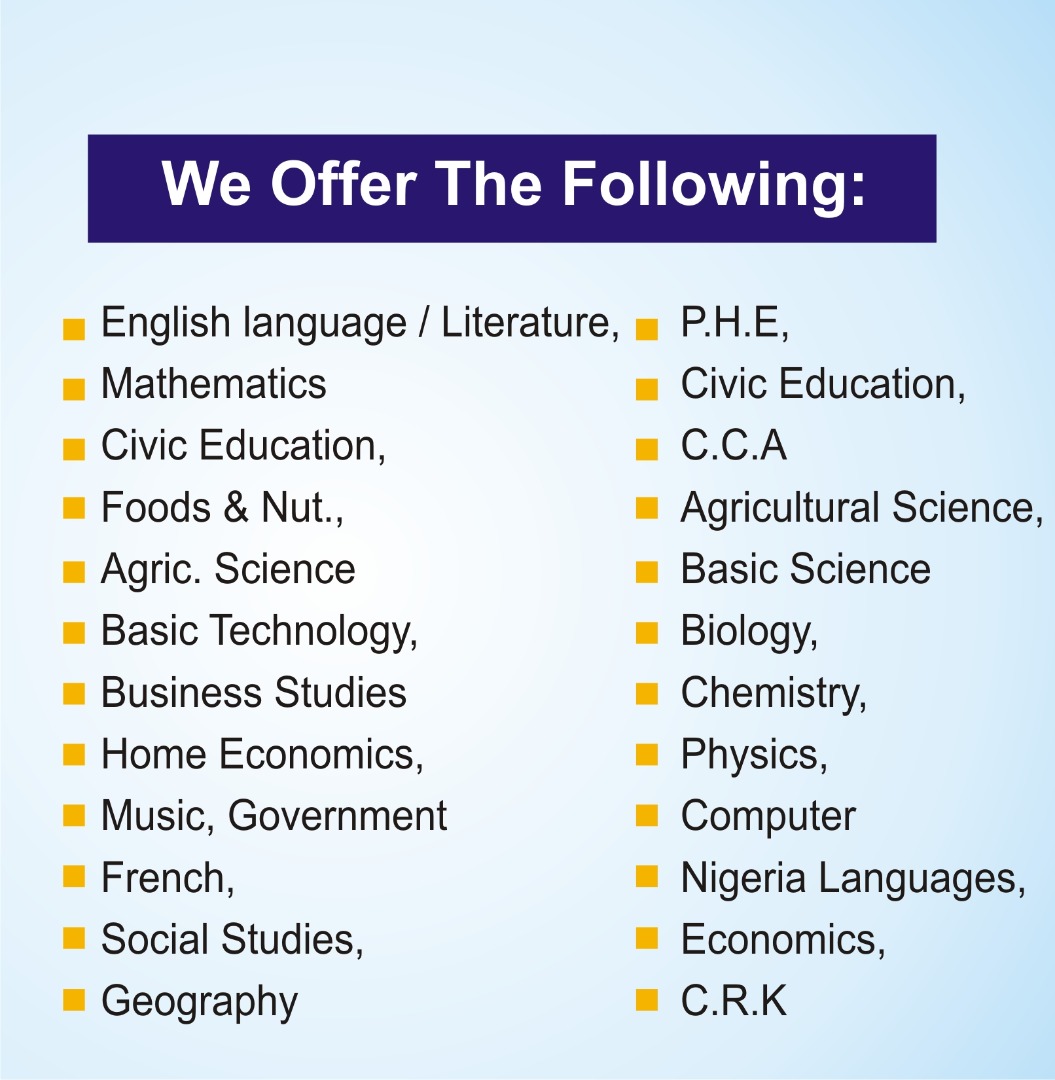 We Offer The Following:
English language / Literature,
Mathematics
Civic Education,
Foods & Nut.,
Agric. Science
Basic Technology,
Business Studies
Home Economics,
Music, Government
French,
Social Studies,
Geography
P.H.E,
Civic Education,
C.C.A
Agricultural Science,
Basic Science
Biology,
Chemistry,
Physics,
Computer
Nigeria Languages,
Economics,
C.R.K